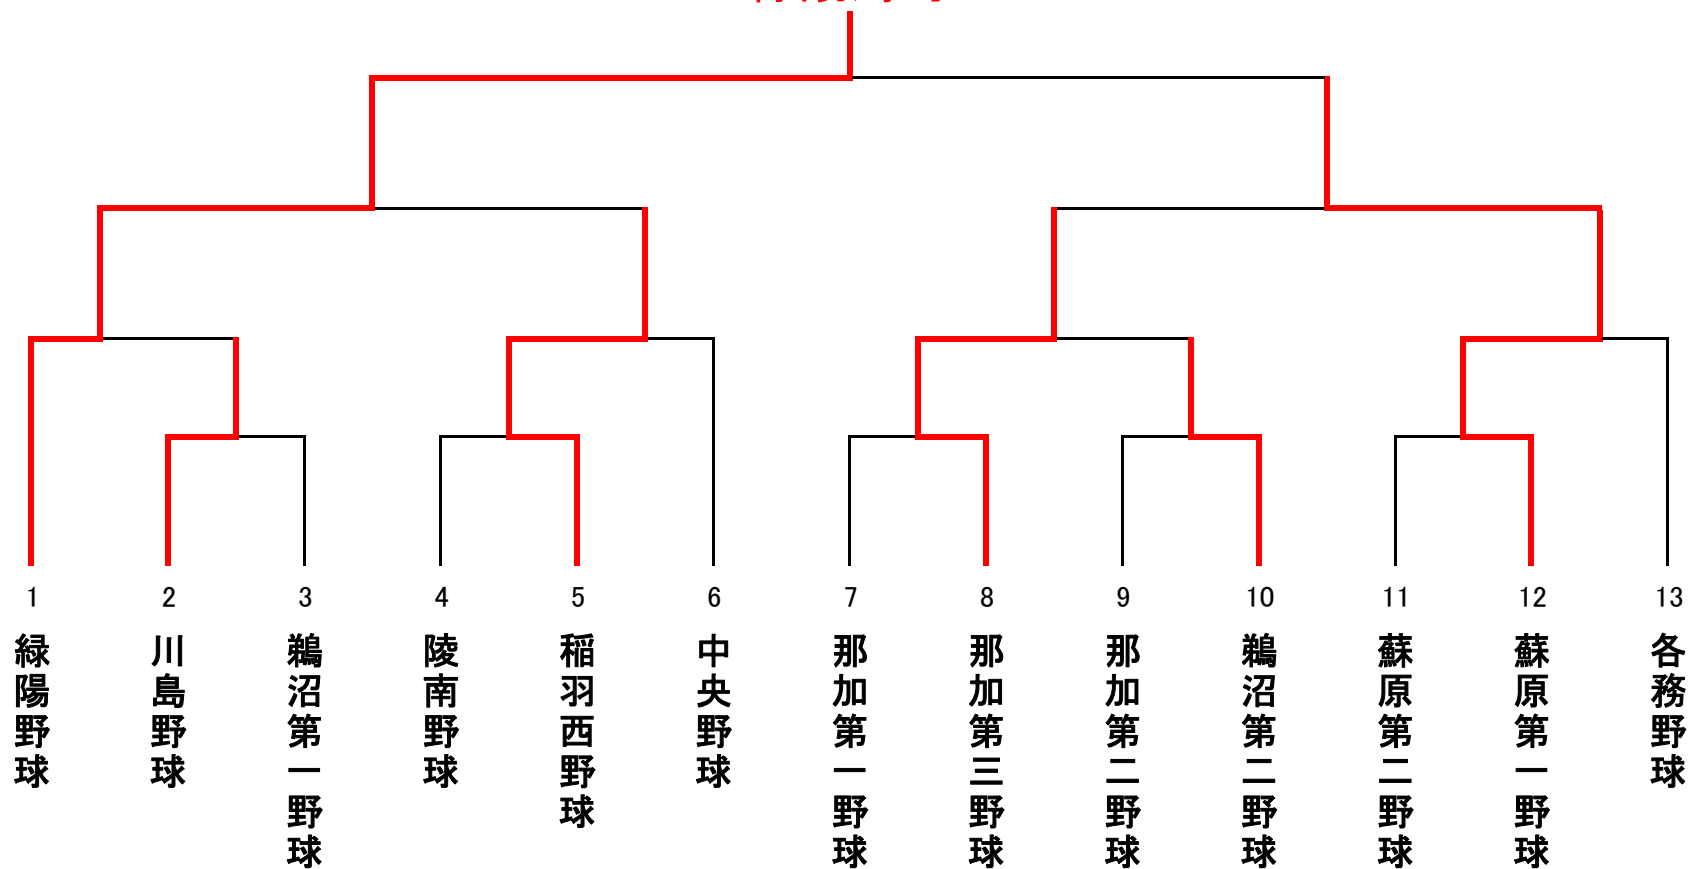 1
緑陽野球
2
川島野球
3
鵜沼第一野球
4
陵南野球
5
稲羽西野球
6
中央野球
7
那加第一野球
8
那加第三野球
9
那加第二野球
10
鵜沼第二野球
11
蘇原第二野球
12
蘇原第一野球
13
各務野球